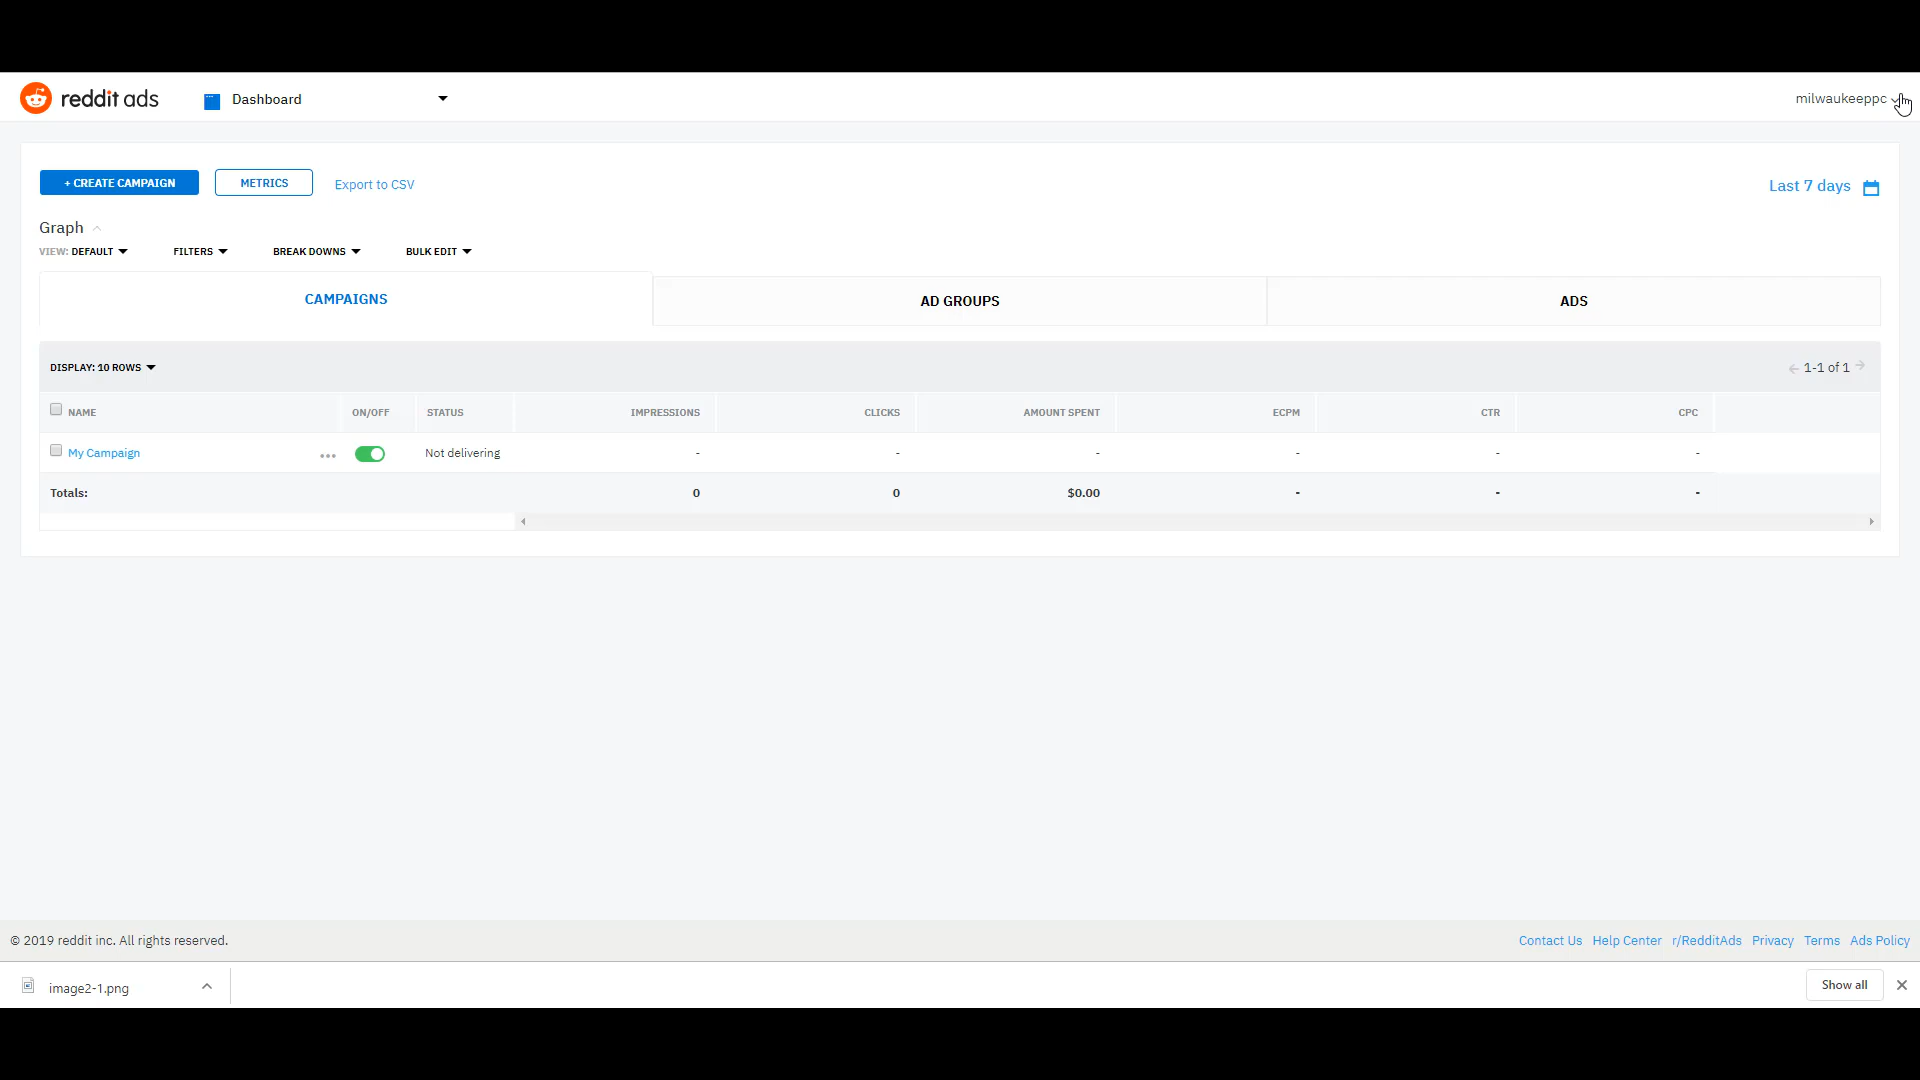 reddit ads
Dashboard
milwaukeeppc
+ CREATE CAMPAIGN
METRICS
Export to CSV
Last 7 days
Graph
VIEW: DEFAULT
FILTERS
BREAK DOWNS
BULK EDIT
CAMPAIGNS
AD GROUPS
ADS
DISPLAY: 10 ROWS
1-1 of 1
NAME ON/OFF STATUS IMPRESSIONS CLICKS AMOUNT SPENT ECPM CTR CPC
My Campaign ••• Not delivering - - - - - -
Totals: 0 0 $0.00 - - -
© 2019 reddit inc. All rights reserved.
Contact Us Help Center r/RedditAds Privacy Terms Ads Policy
image2-1.png
Show all